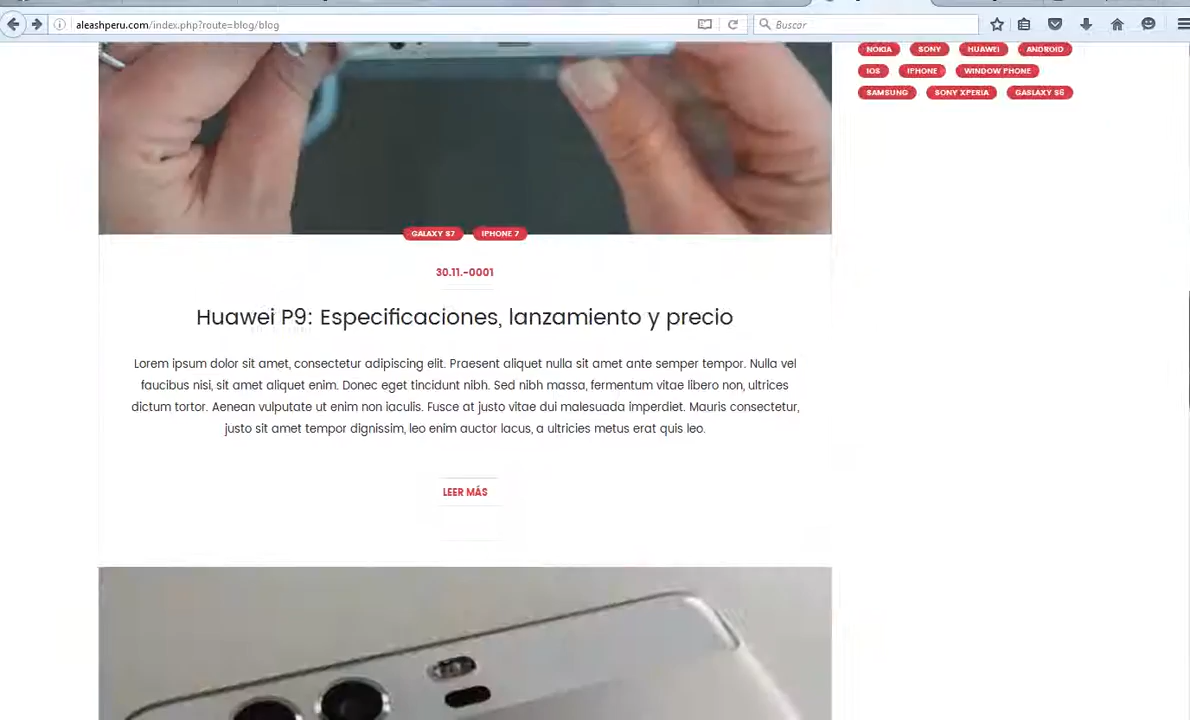 aleashperu.com/index.php?route=blog/blog
Buscar
NOKIA SONY HUAWEI ANDROID
IOS IPHONE WINDOW PHONE
SAMSUNG SONY XPERIA GASLAXY S6
GALAXY S7 IPHONE 7
30.11.-0001
Huawei P9: Especificaciones, lanzamiento y precio
Lorem ipsum dolor sit amet, consectetur adipiscing elit. Praesent aliquet nulla sit amet ante semper tempor. Nulla vel
faucibus nisi, sit amet aliquet enim. Donec eget tincidunt nibh. Sed nibh massa, fermentum vitae libero non, ultrices
dictum tortor. Aenean vulputate ut enim non iaculis. Fusce at justo vitae dui malesuada imperdiet. Mauris consectetur,
justo sit amet tempor dignissim, leo enim auctor lacus, a ultricies metus erat quis leo.
LEER MÁS